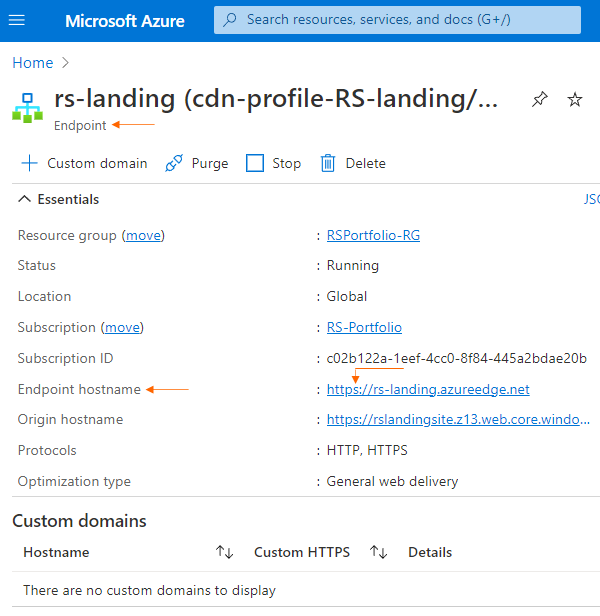 Microsoft Azure
Search resources, services, and docs (G+/)
Home >
rs-landing (cdn-profile-RS-landing/...
Endpoint
Custom domain Purge Stop Delete
Essentials
Resource group (move) : RSPortfolio-RG
Status : Running
Location : Global
Subscription (move) : RS-Portfolio
Subscription ID : c02b122a-1eef-4cc0-8f84-445a2bdae20b
Endpoint hostname : https://rs-landing.azureedge.net
Origin hostname : https://rslandingsite.z13.web.core.windo...
Protocols : HTTP, HTTPS
Optimization type : General web delivery
Custom domains
Hostname Custom HTTPS Details
There are no custom domains to display